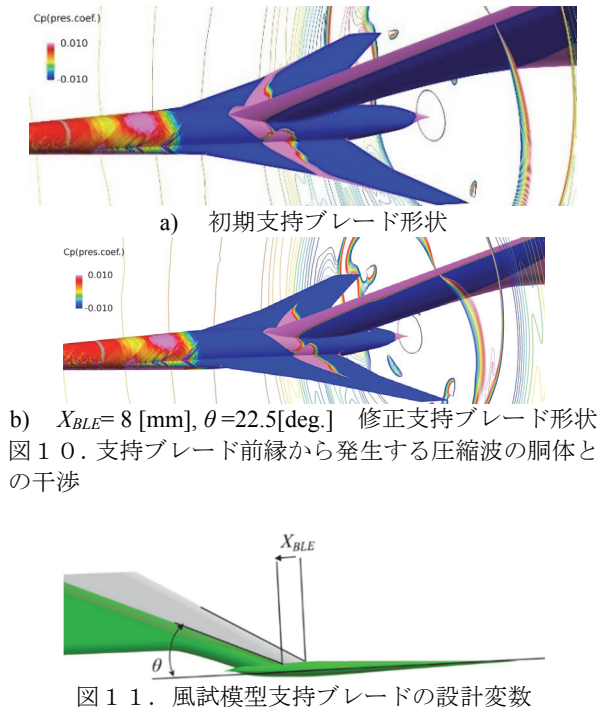 Cp(pres.coef.)
0.010
-0.010
a) 初期支持ブレード形状
Cp(pres.coef.)
0.010
-0.010
b) X_BLE= 8 [mm], θ =22.5[deg.] 修正支持ブレード形状
図１０. 支持ブレード前縁から発生する圧縮波の胴体と
の干渉
X_BLE
θ
図１１. 風試模型支持ブレードの設計変数